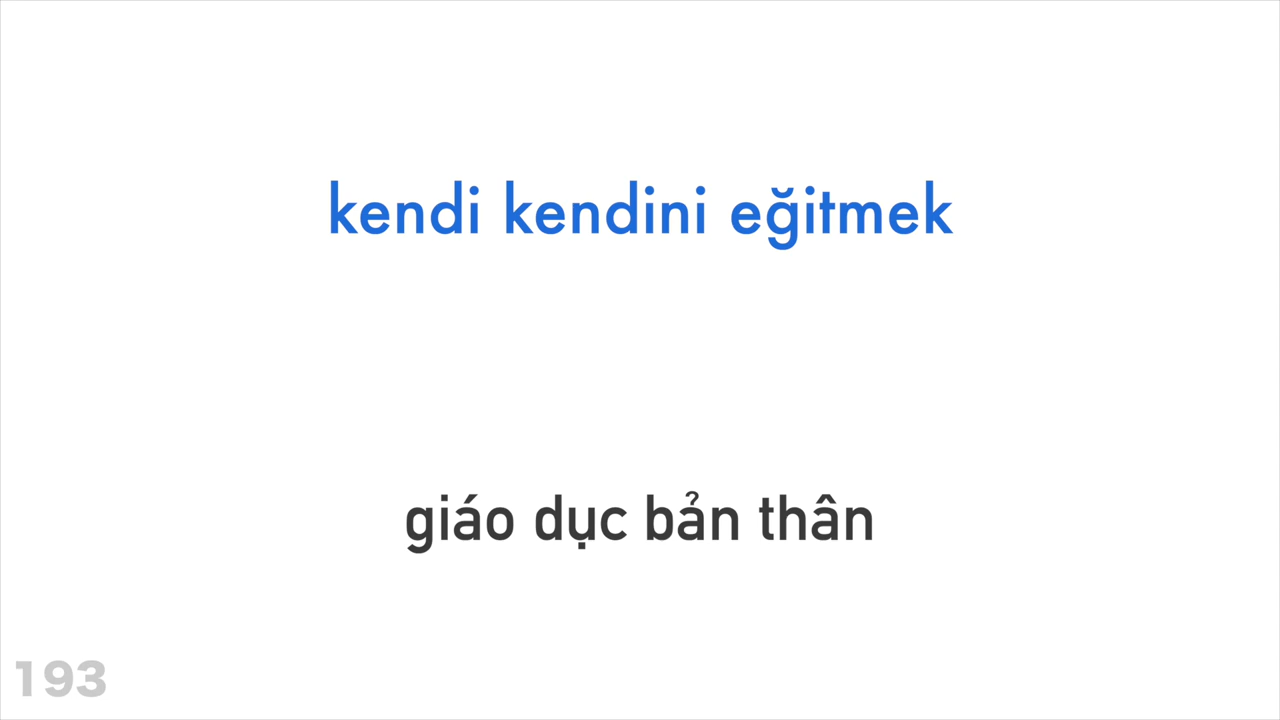 kendi kendini eğitmek
giáo dục bản thân
193